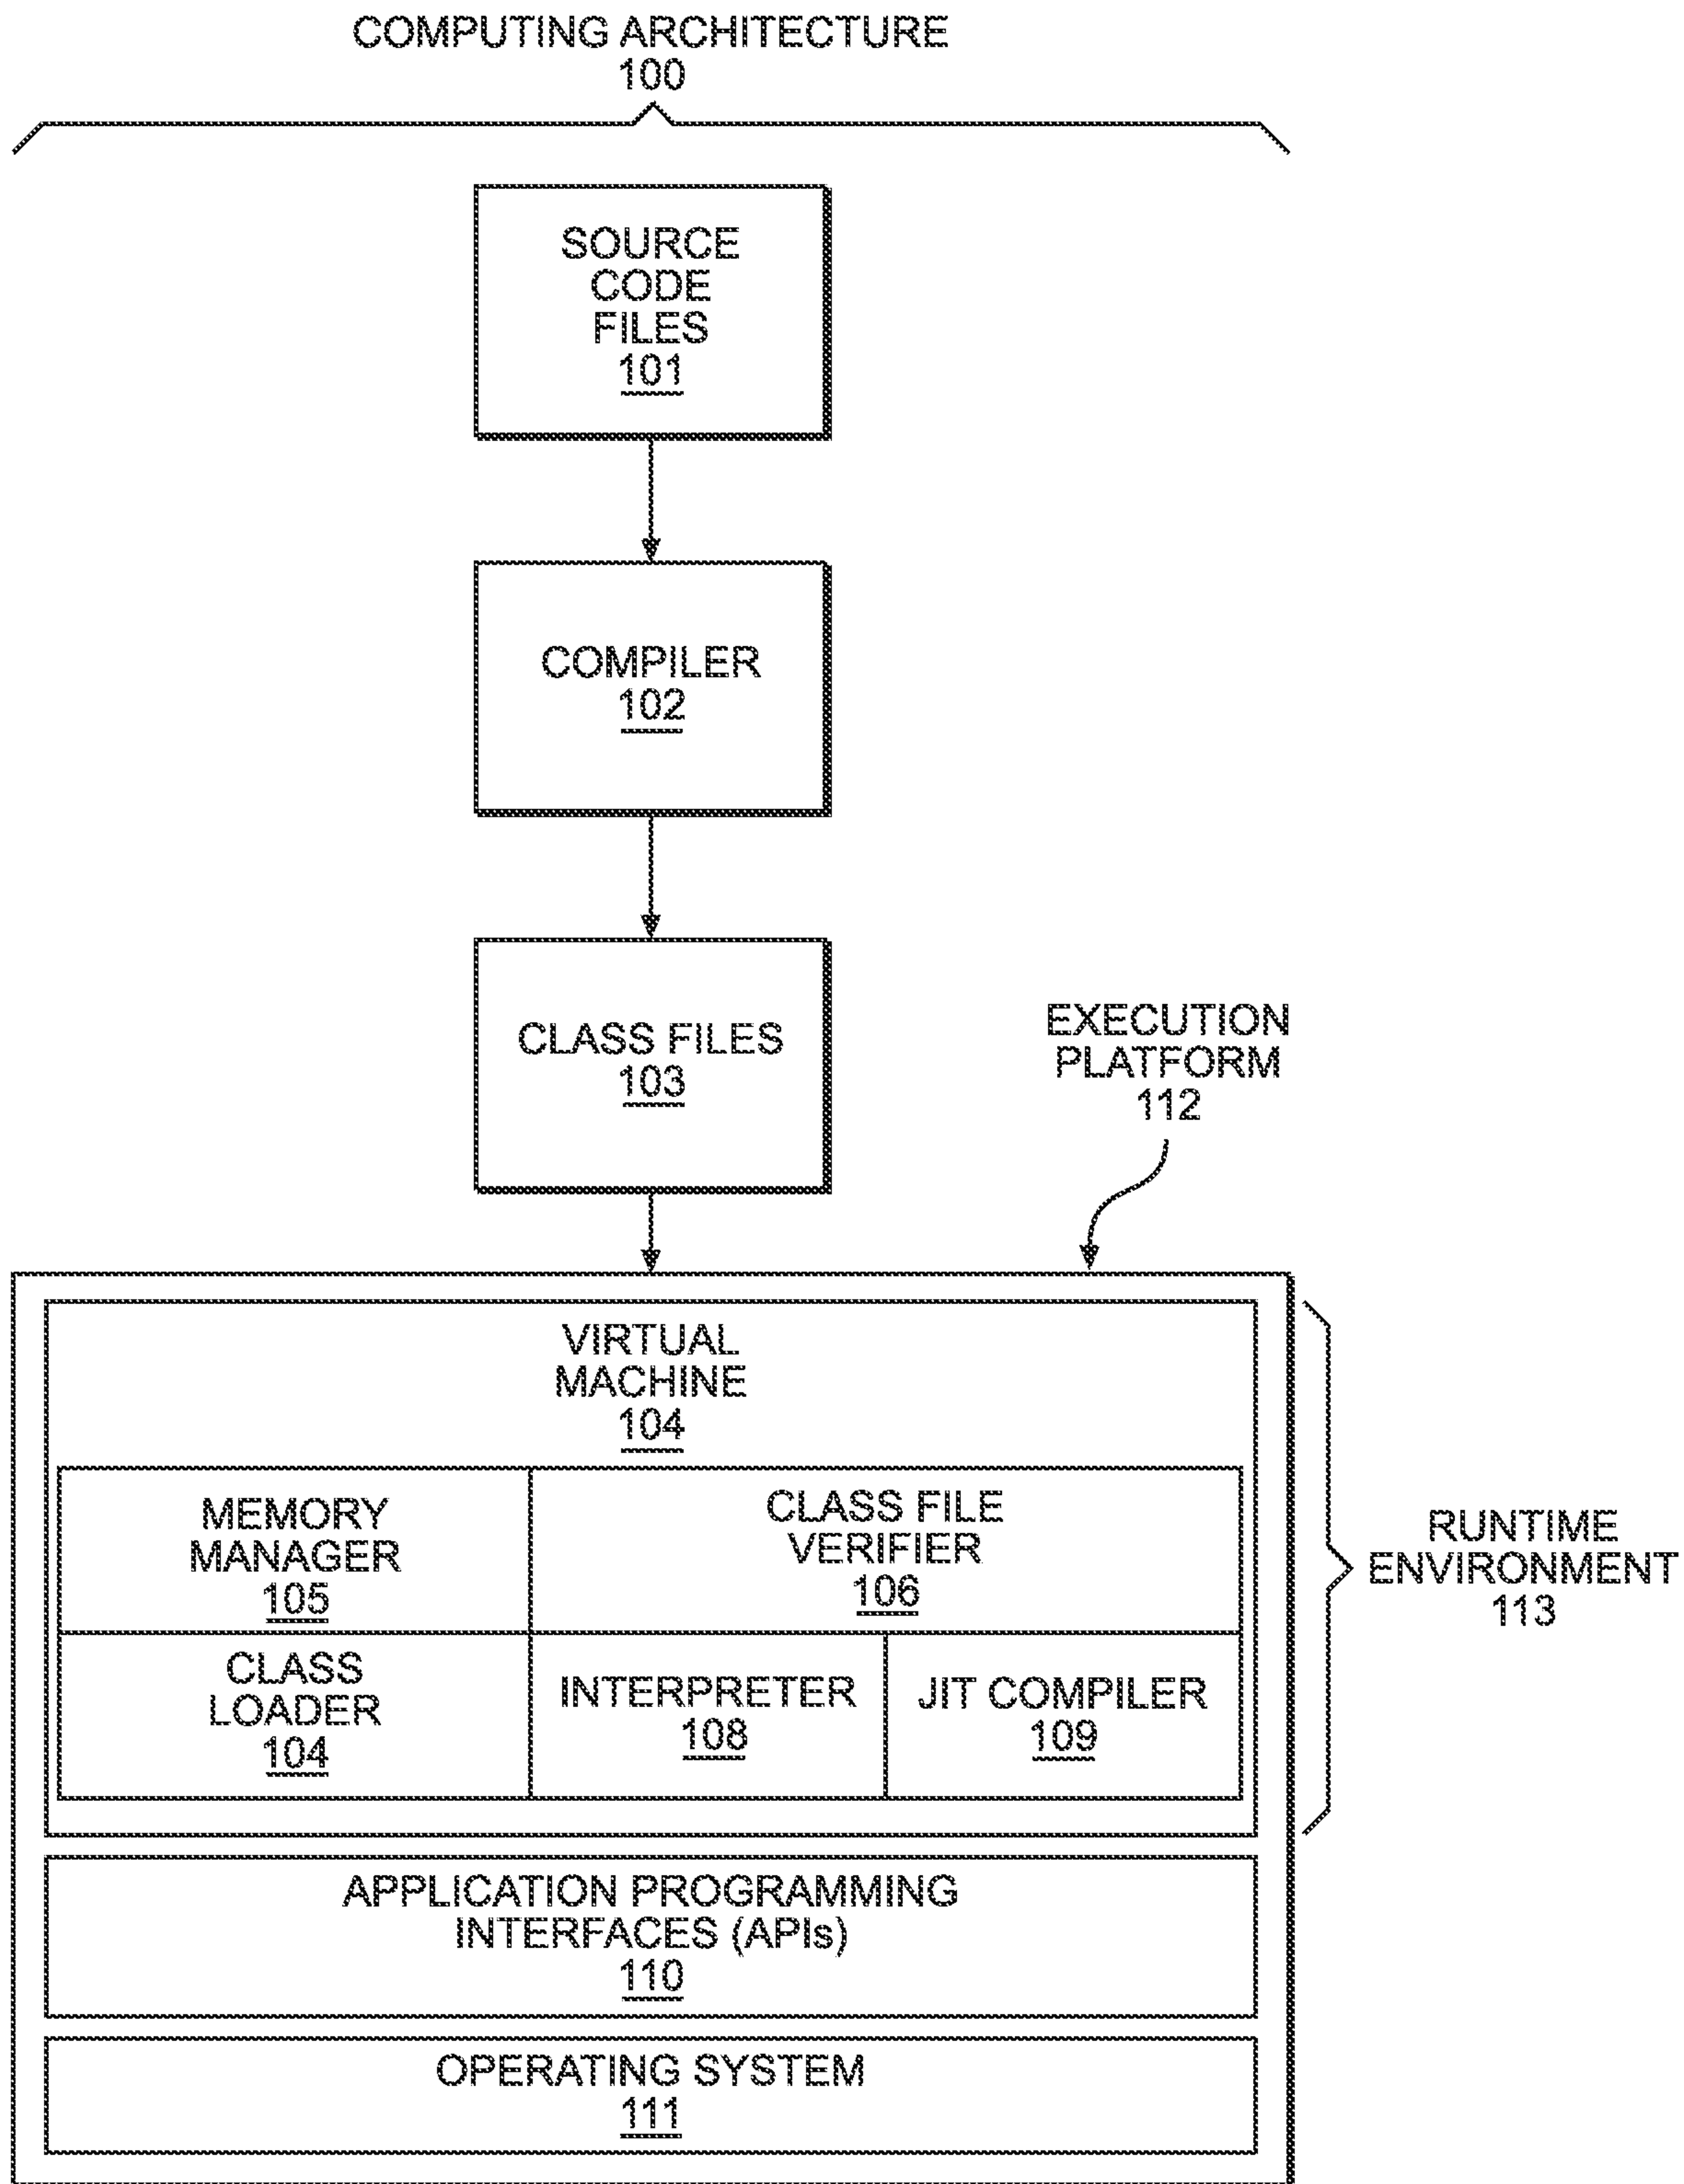 COMPUTING ARCHITECTURE
100
SOURCE
CODE
FILES
101
COMPILER
102
CLASS FILES
103
EXECUTION
PLATFORM
112
VIRTUAL
MACHINE
104
MEMORY
MANAGER
105
CLASS FILE
VERIFIER
106
CLASS
LOADER
104
INTERPRETER
108
JIT COMPILER
109
RUNTIME
ENVIRONMENT
113
APPLICATION PROGRAMMING
INTERFACES (APIs)
110
OPERATING SYSTEM
111